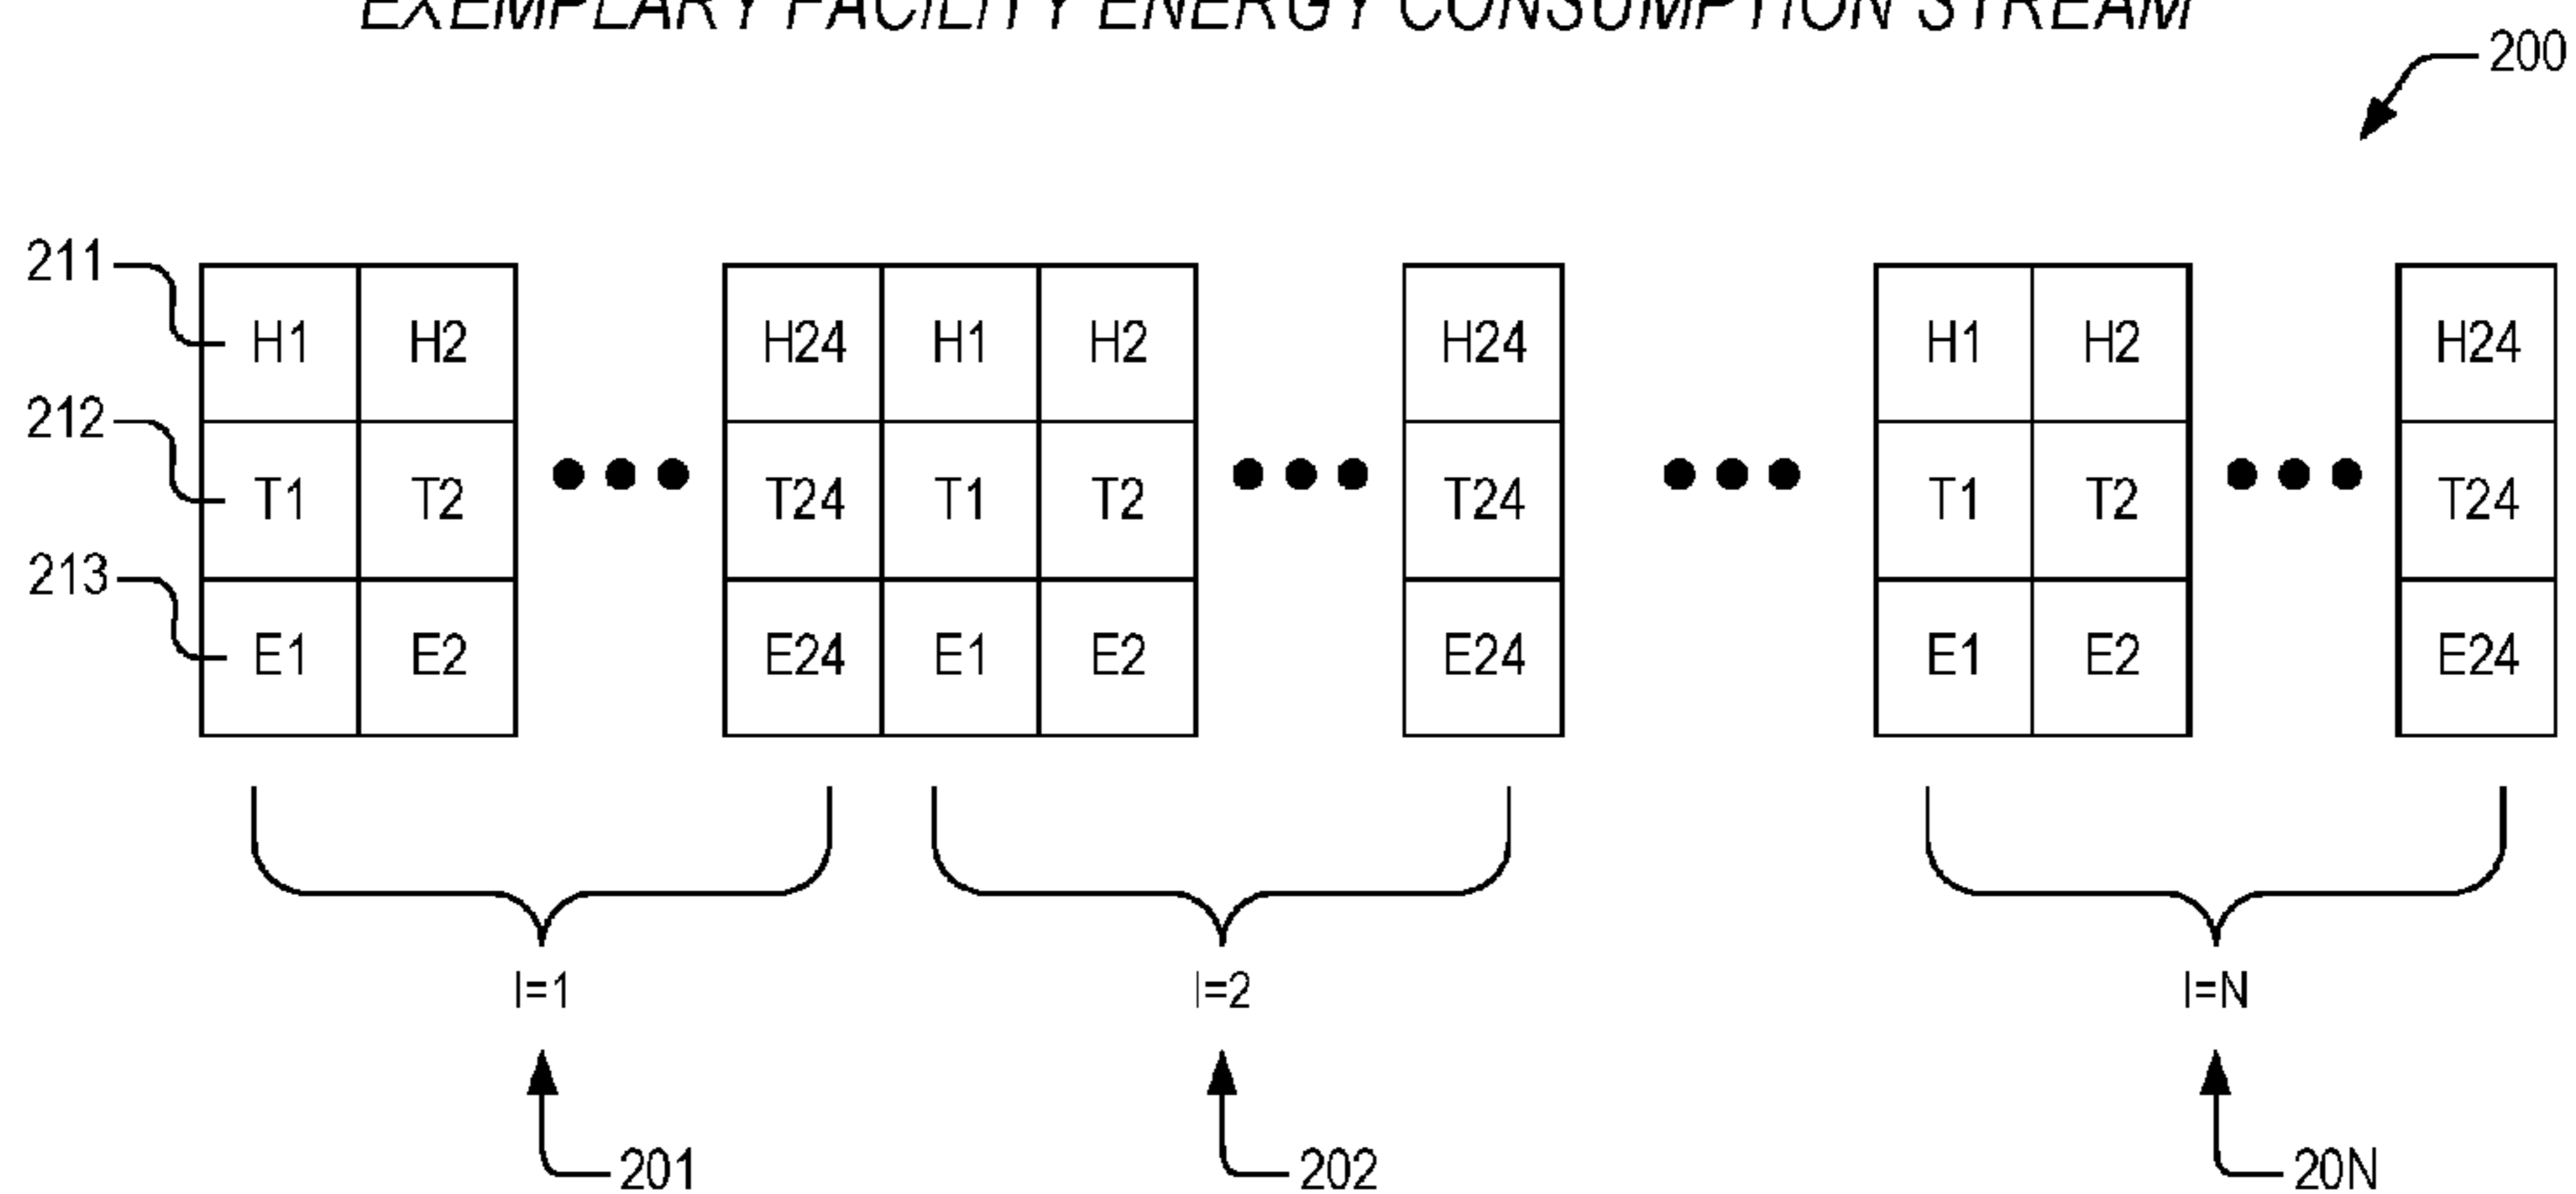 EXEMPLARY FACILITY ENERGY CONSUMPTION STREAM
200
211 H1 H2 H24 H1 H2 H24 H1 H2 H24
212 T1 T2 ●●● T24 T1 T2 ●●● T24 ●●● T1 T2 ●●● T24
213 E1 E2 E24 E1 E2 E24 E1 E2 E24
I=1 I=2 I=N
201 202 20N